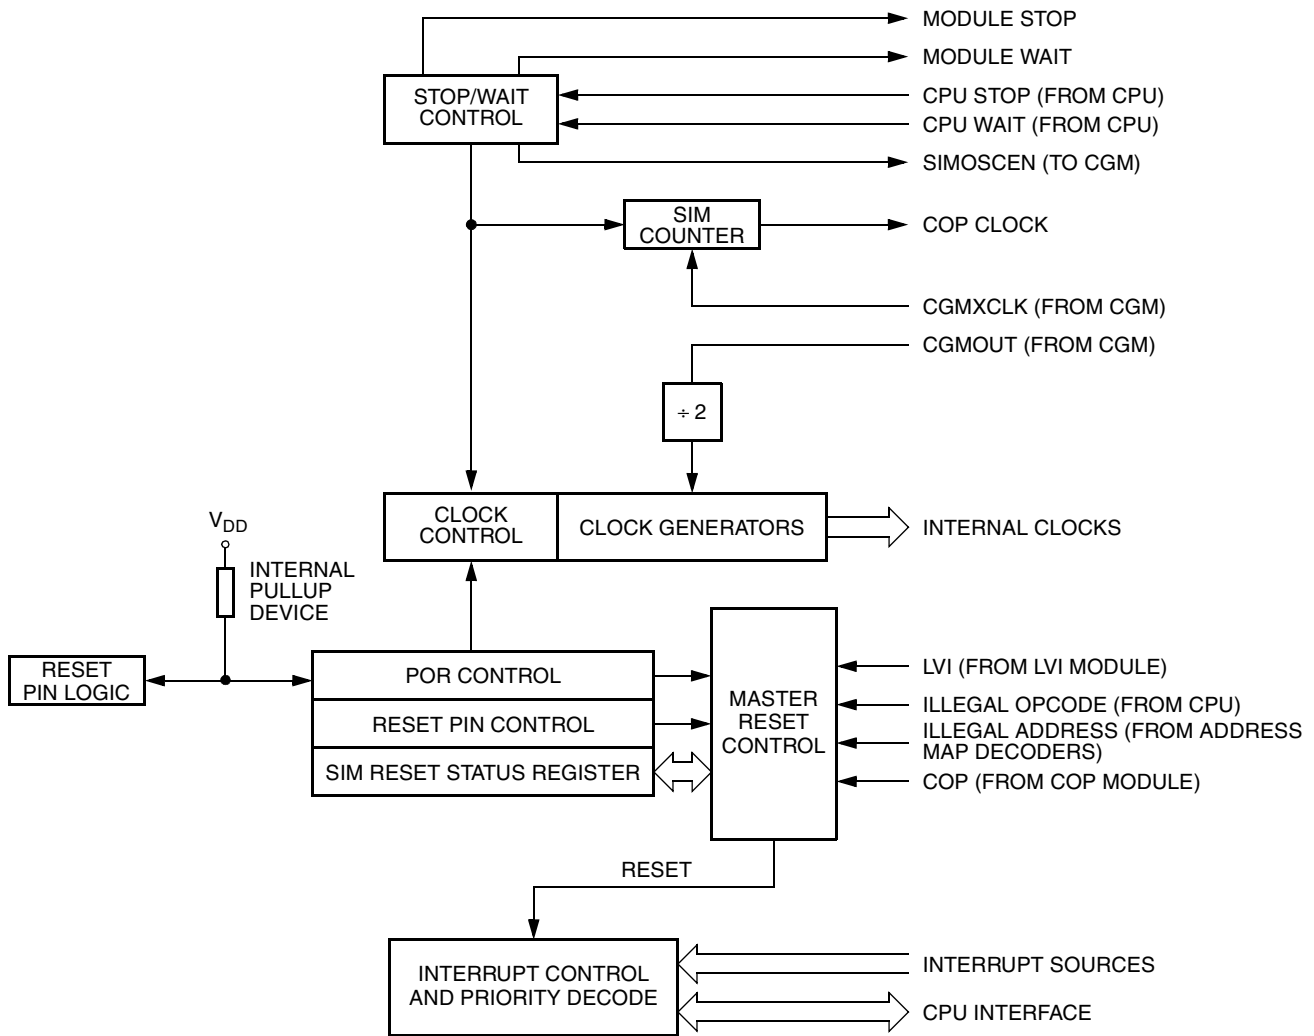 MODULE STOP
MODULE WAIT
STOP/WAIT
CONTROL
CPU STOP (FROM CPU)
CPU WAIT (FROM CPU)
SIMOSCEN (TO CGM)
SIM
COUNTER
COP CLOCK
CGMXCLK (FROM CGM)
CGMOUT (FROM CGM)
÷ 2
CLOCK
CONTROL
CLOCK GENERATORS
INTERNAL CLOCKS
VDD
INTERNAL
PULLUP
DEVICE
RESET
PIN LOGIC
POR CONTROL
RESET PIN CONTROL
SIM RESET STATUS REGISTER
MASTER
RESET
CONTROL
LVI (FROM LVI MODULE)
ILLEGAL OPCODE (FROM CPU)
ILLEGAL ADDRESS (FROM ADDRESS
MAP DECODERS)
COP (FROM COP MODULE)
RESET
INTERRUPT CONTROL
AND PRIORITY DECODE
INTERRUPT SOURCES
CPU INTERFACE